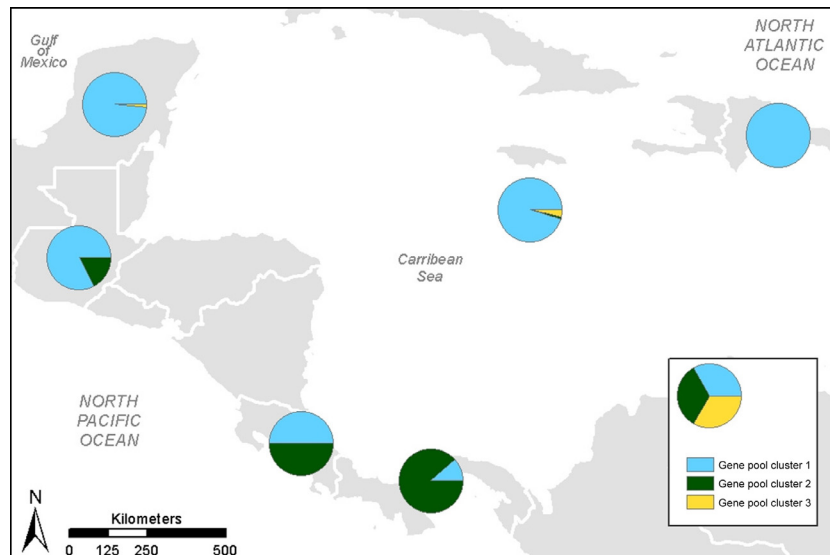 Gulf
of
Mexico
NORTH
ATLANTIC
OCEAN
Carribean
Sea
NORTH
PACIFIC
OCEAN
Gene pool cluster 1
Gene pool cluster 2
Gene pool cluster 3
N
Kilometers
0 125 250 500